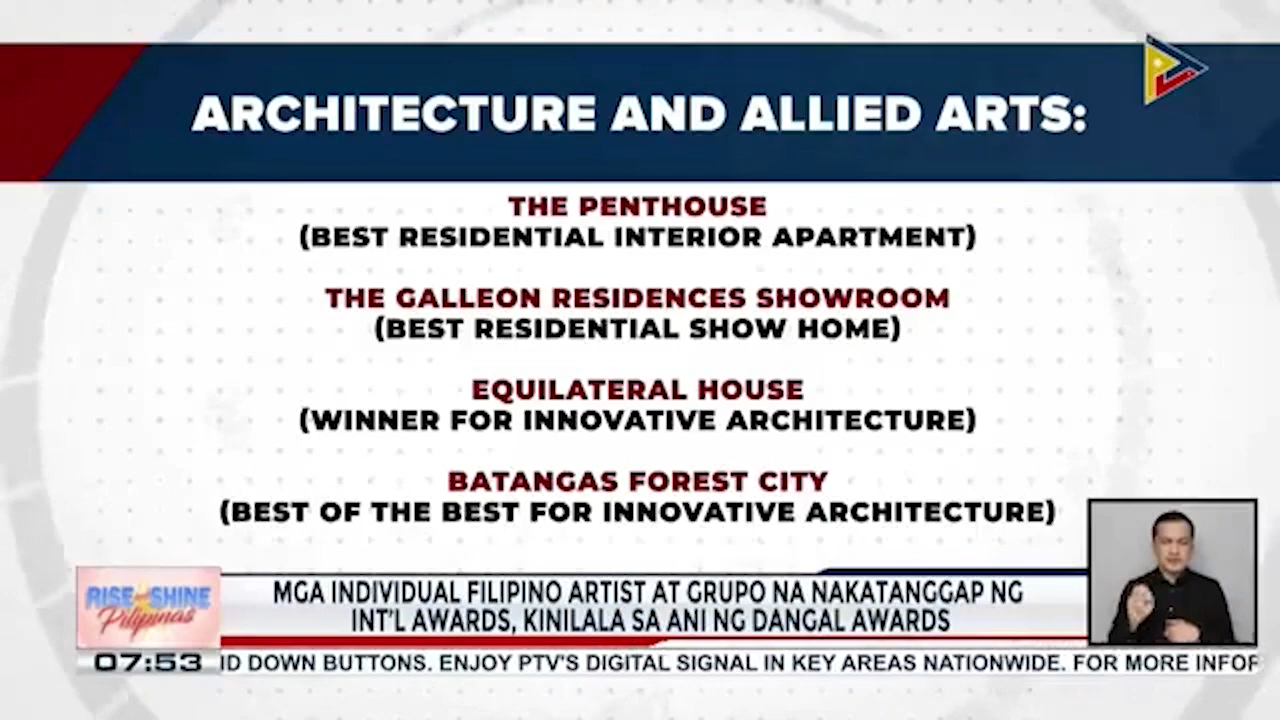 ARCHITECTURE AND ALLIED ARTS:
THE PENTHOUSE
(BEST RESIDENTIAL INTERIOR APARTMENT)
THE GALLEON RESIDENCES SHOWROOM
(BEST RESIDENTIAL SHOW HOME)
EQUILATERAL HOUSE
(WINNER FOR INNOVATIVE ARCHITECTURE)
BATANGAS FOREST CITY
(BEST OF THE BEST FOR INNOVATIVE ARCHITECTURE)
RISE SHINE
Pilipinas
MGA INDIVIDUAL FILIPINO ARTIST AT GRUPO NA NAKATANGGAP NG
INT'L AWARDS, KINILALA SA ANI NG DANGAL AWARDS
07:53
ID DOWN BUTTONS. ENJOY PTV'S DIGITAL SIGNAL IN KEY AREAS NATIONWIDE. FOR MORE INFOR